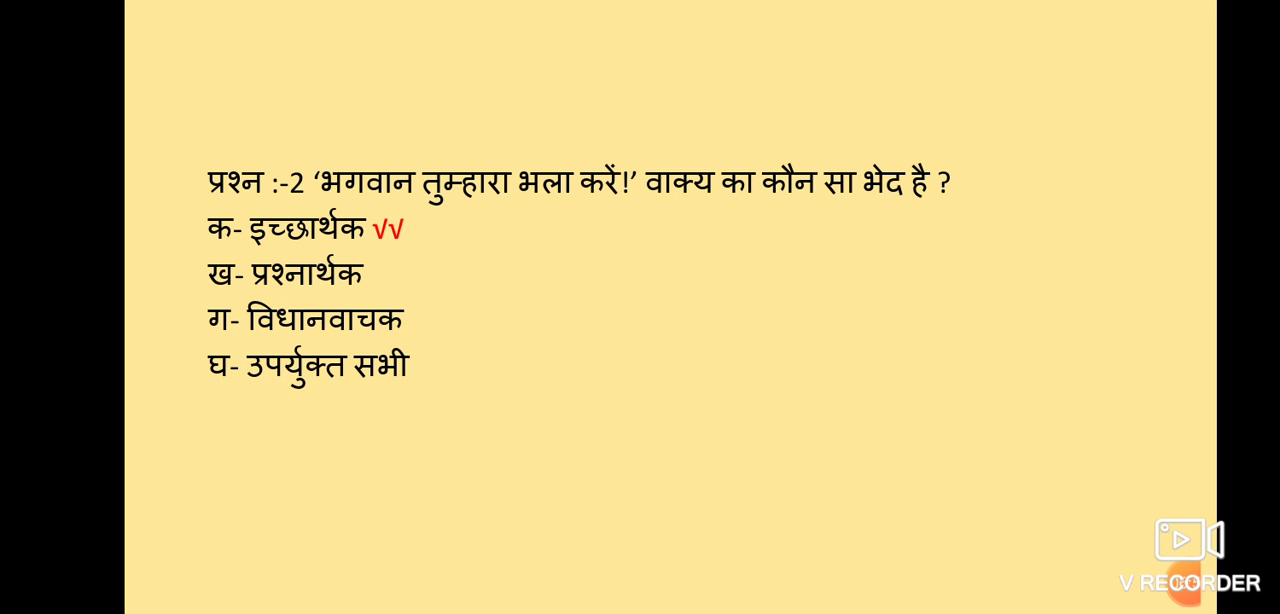 प्रश्न :-2 ‘भगवान तुम्हारा भला करें!’ वाक्य का कौन सा भेद है ?
क- इच्छार्थक √√
ख- प्रश्नार्थक
ग- विधानवाचक
घ- उपर्युक्त सभी
V RECORDER